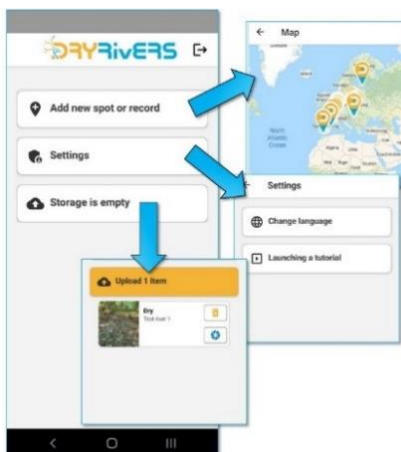 DRYRivERS
Add new spot or record
Settings
Storage is empty
Map
North
Atlantic
Ocean
Settings
Change language
Launching a tutorial
Upload 1 item
Dry
Test river 1